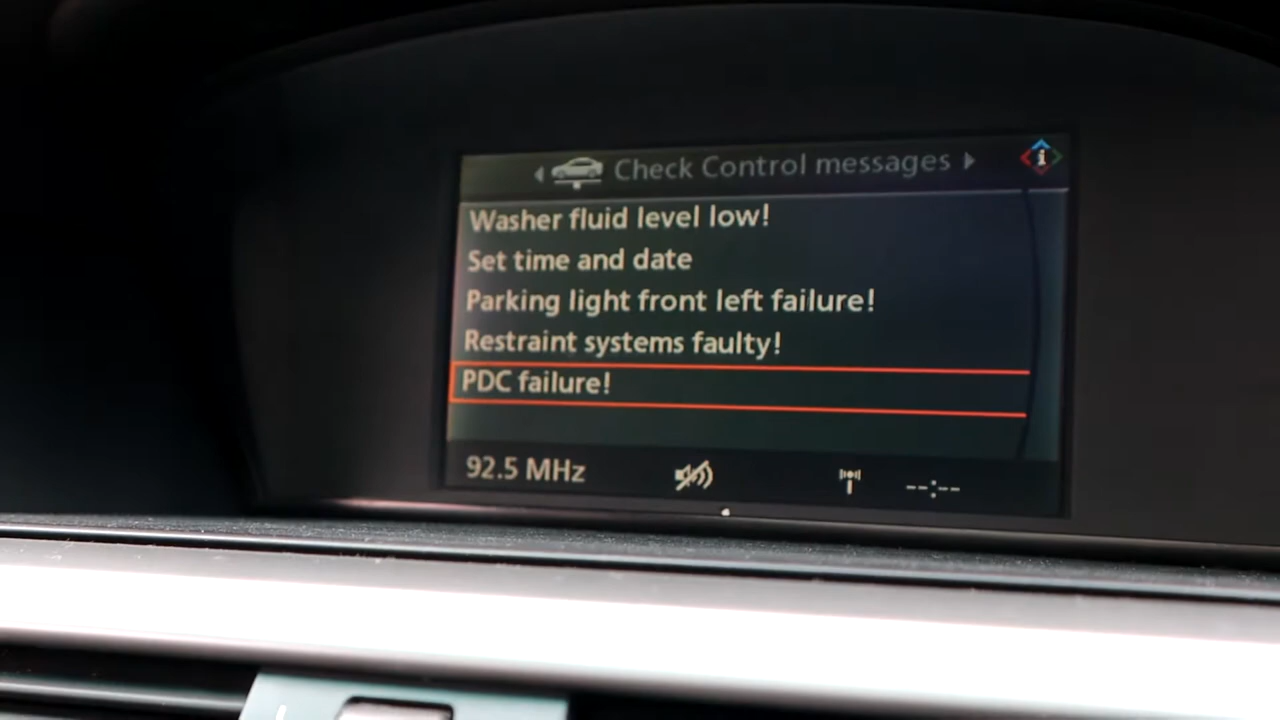 Check Control messages
Washer fluid level low!
Set time and date
Parking light front left failure!
Restraint systems faulty!
PDC failure!
92.5 MHz --:--